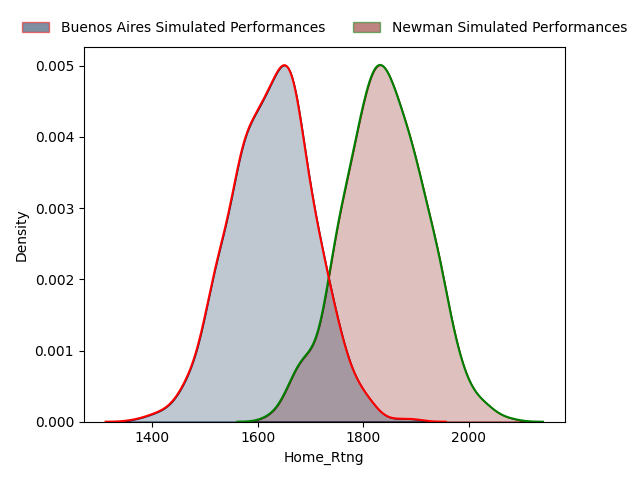 Buenos Aires Simulated Performances
Newman Simulated Performances
0.005
0.004
0.003
0.002
0.001
0.000
Density
1400 1600 1800 2000
Home_Rtng